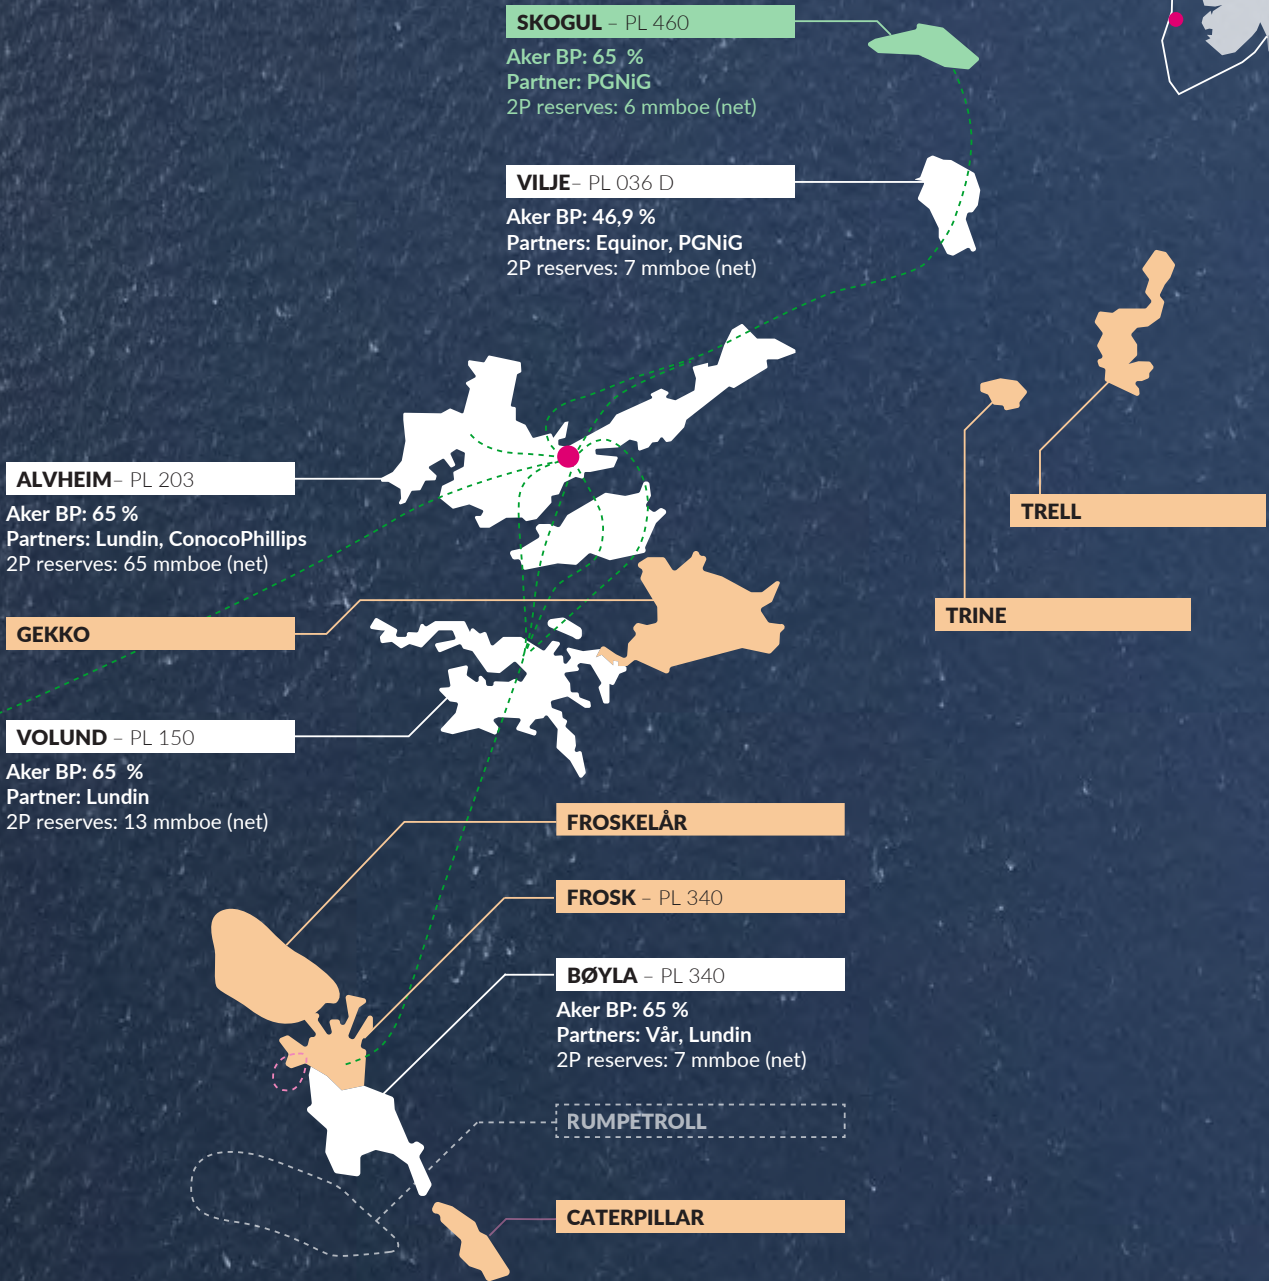 SKOGUL – PL 460
Aker BP: 65 %
Partner: PGNiG
2P reserves: 6 mmboe (net)
VILJE– PL 036 D
Aker BP: 46,9 %
Partners: Equinor, PGNiG
2P reserves: 7 mmboe (net)
ALVHEIM– PL 203
Aker BP: 65 %
Partners: Lundin, ConocoPhillips
2P reserves: 65 mmboe (net)
TRELL
TRINE
GEKKO
VOLUND – PL 150
Aker BP: 65 %
Partner: Lundin
2P reserves: 13 mmboe (net)
FROSKELÅR
FROSK – PL 340
BØYLA – PL 340
Aker BP: 65 %
Partners: Vår, Lundin
2P reserves: 7 mmboe (net)
RUMPETROLL
CATERPILLAR